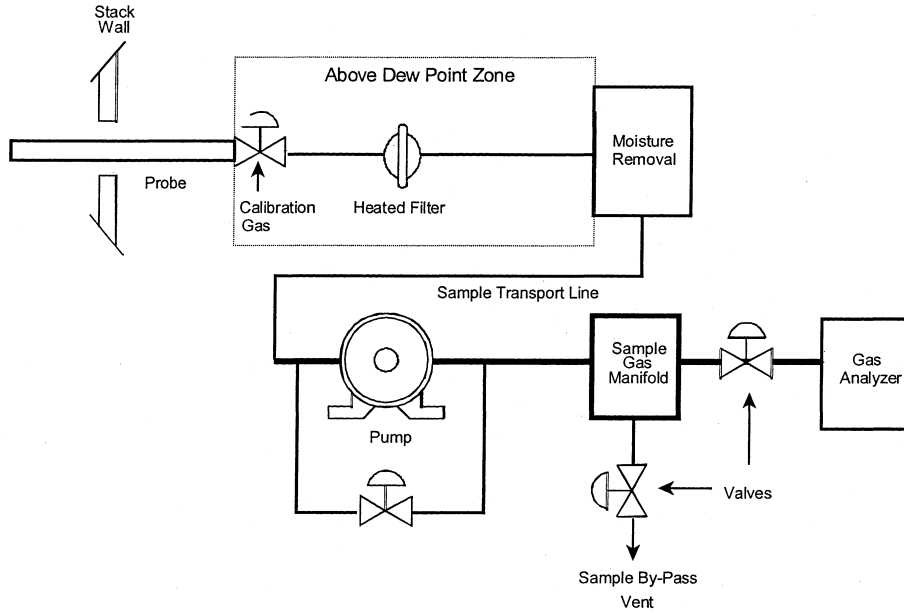 Stack
Wall
Above Dew Point Zone
Moisture
Removal
Probe
Calibration
Gas
Heated Filter
Sample Transport Line
Sample
Gas
Manifold
Gas
Analyzer
Pump
Valves
Sample By-Pass
Vent